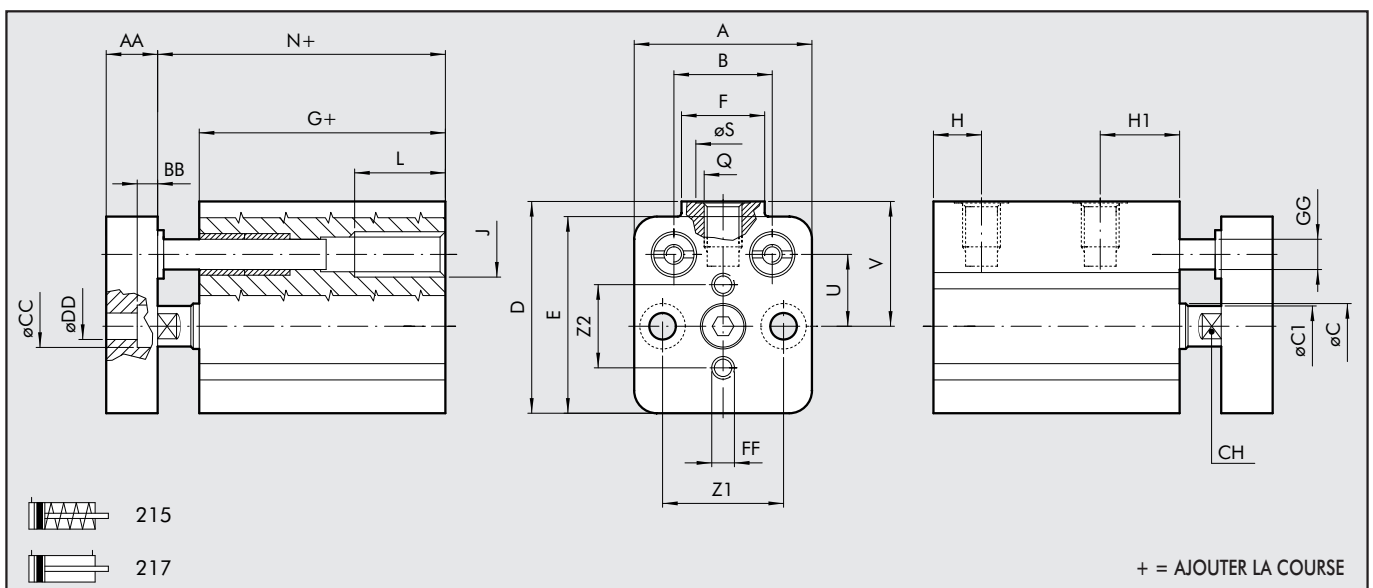 AA
N+
G+
L
BB
J
øCC
øDD
A
B
F
øS
Q
D
E
Z2
U
V
FF
Z1
H
H1
GG
øC1
øC
CH
215
217
+ = AJOUTER LA COURSE